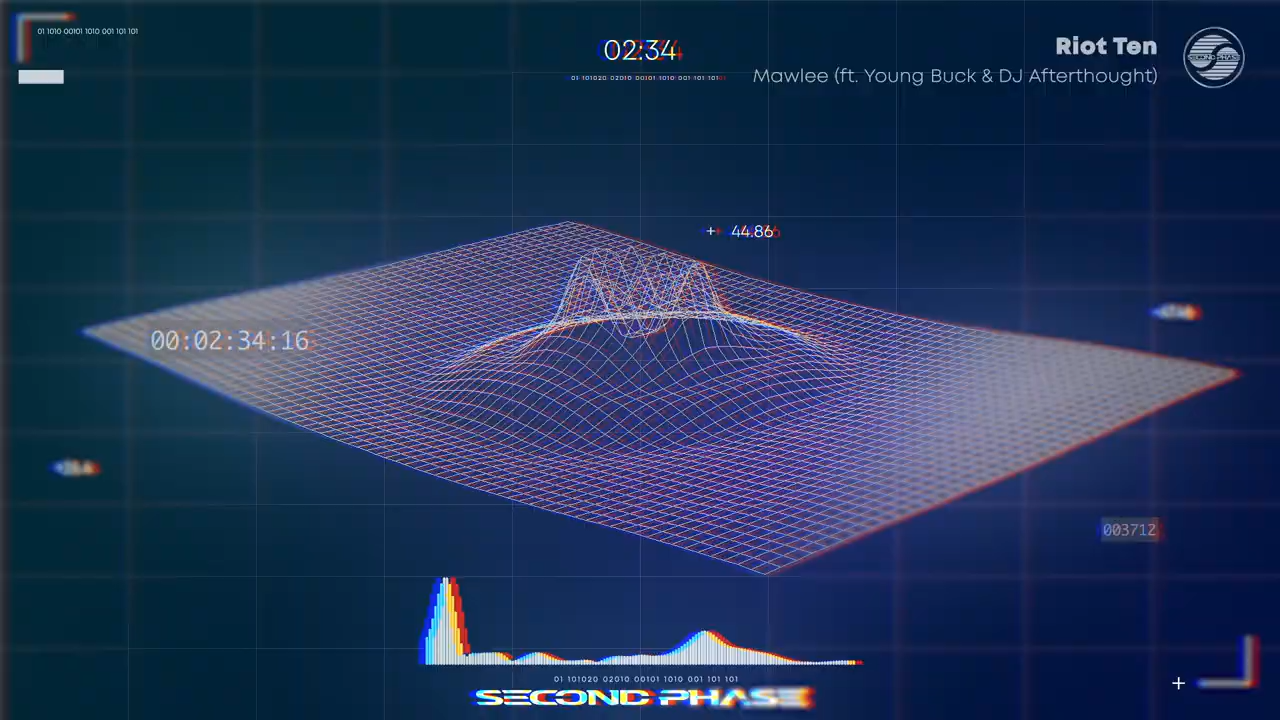 01 1010 00101 1010 001 101 101
02:34
01 101020 02010 00101 1010 001 101 101
Riot Ten
Mawlee (ft. Young Buck & DJ Afterthought)
SECOND PHASE
+ 44.86
00:02:34:16
003712
01 101020 02010 00101 1010 001 101 101
SECOND PHASE